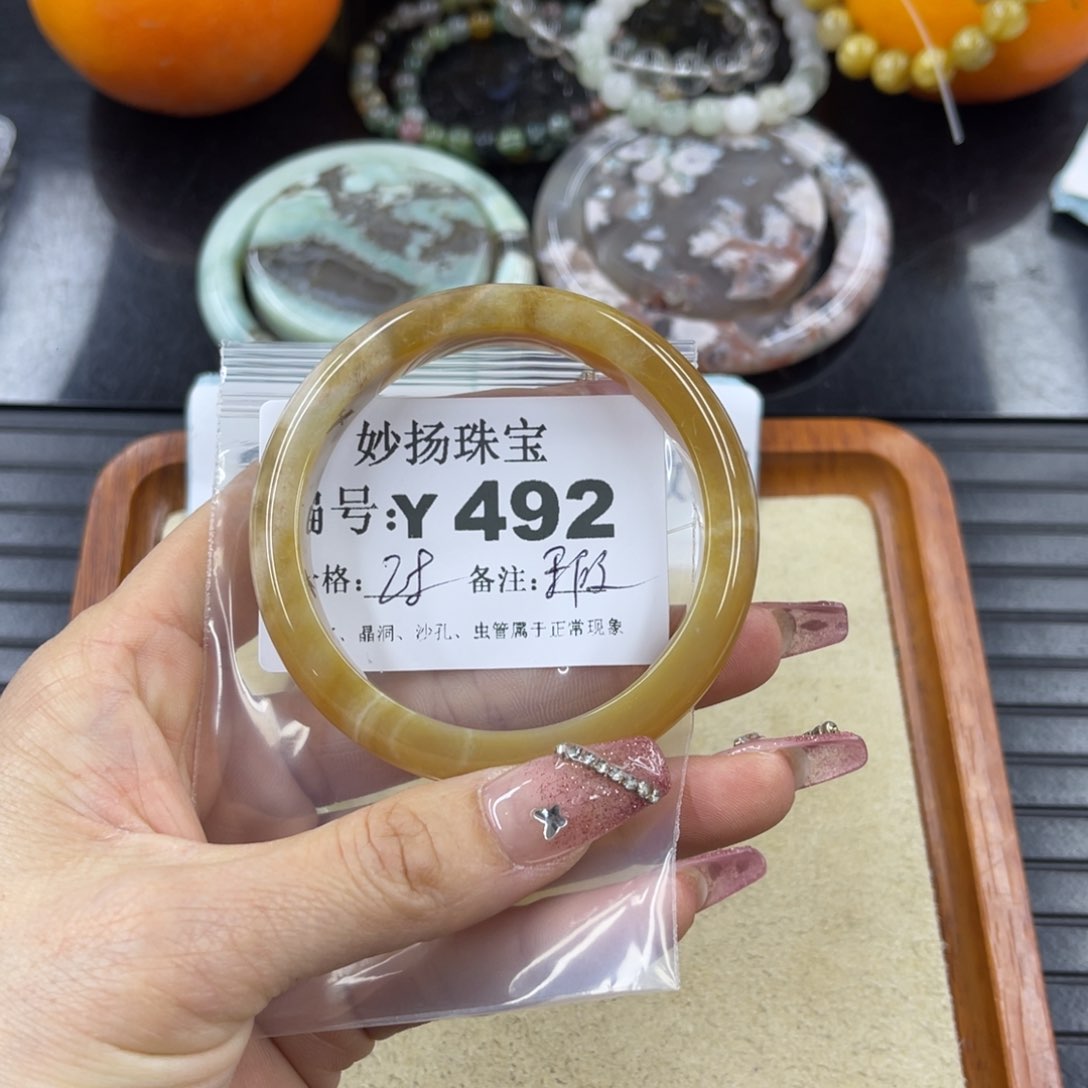 妙扬珠宝
编号:Y 492
格: 28 备注:
、晶洞、沙孔、虫管属于正常现象